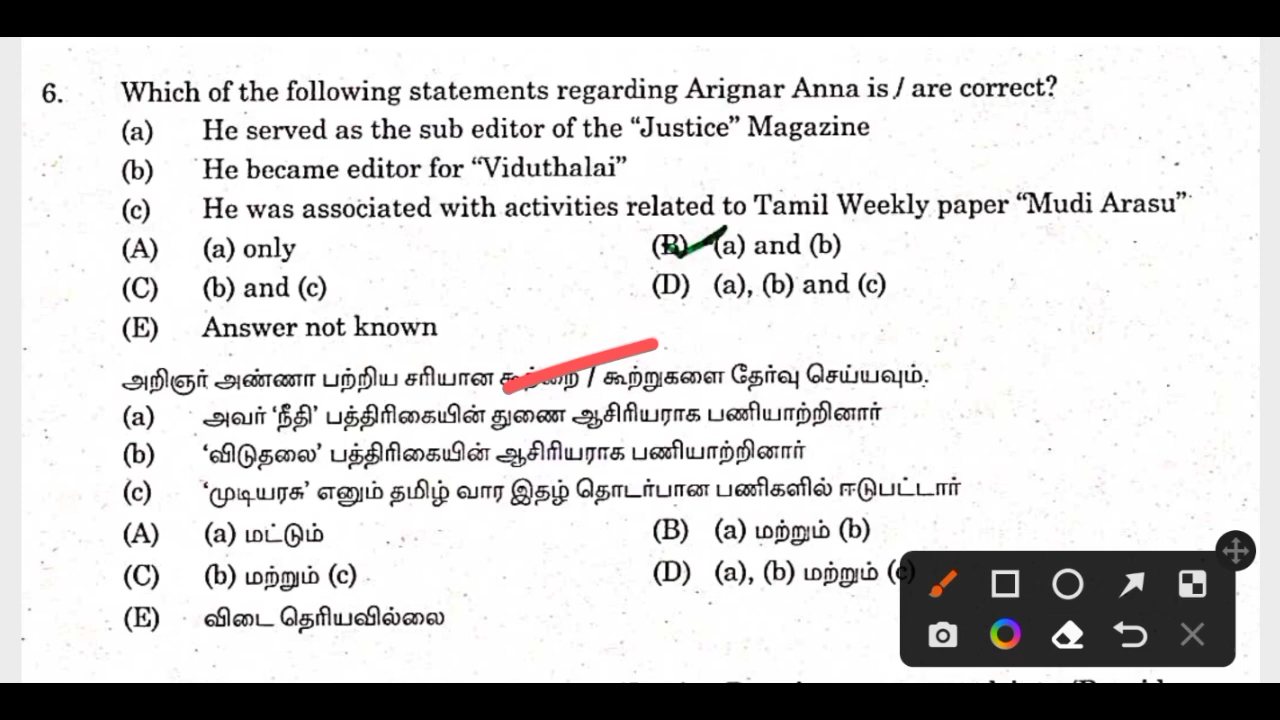 6. Which of the following statements regarding Arignar Anna is / are correct?
(a) He served as the sub editor of the “Justice” Magazine
(b) He became editor for “Viduthalai”
(c) He was associated with activities related to Tamil Weekly paper “Mudi Arasu”
(A) (a) only (B) (a) and (b)
(C) (b) and (c) (D) (a), (b) and (c)
(E) Answer not known
அறிஞர் அண்ணா பற்றிய சரியான கூற்றை / கூற்றுகளை தேர்வு செய்யவும்.
(a) அவர் ‘நீதி’ பத்திரிகையின் துணை ஆசிரியராக பணியாற்றினார்
(b) ‘விடுதலை’ பத்திரிகையின் ஆசிரியராக பணியாற்றினார்
(c) ‘முடியரசு’ எனும் தமிழ் வார இதழ் தொடர்பான பணிகளில் ஈடுபட்டார்
(A) (a) மட்டும் (B) (a) மற்றும் (b)
(C) (b) மற்றும் (c) (D) (a), (b) மற்றும் (c)
(E) விடை தெரியவில்லை